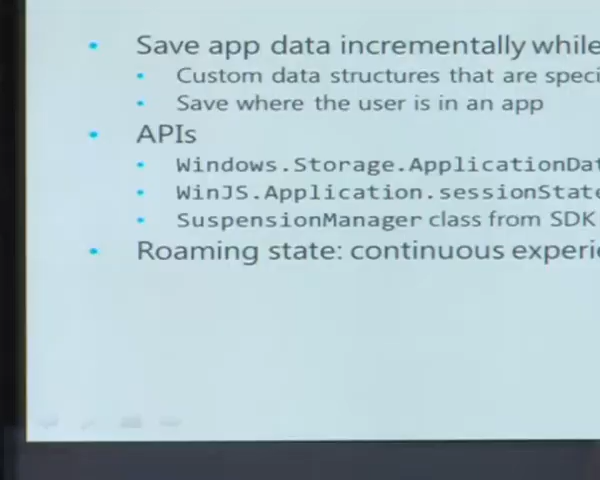 • Save app data incrementally while
• Custom data structures that are speci
• Save where the user is in an app
• APIs
• Windows.Storage.ApplicationDat
• WinJS.Application.sessionState
• SuspensionManager class from SDK
• Roaming state: continuous experie